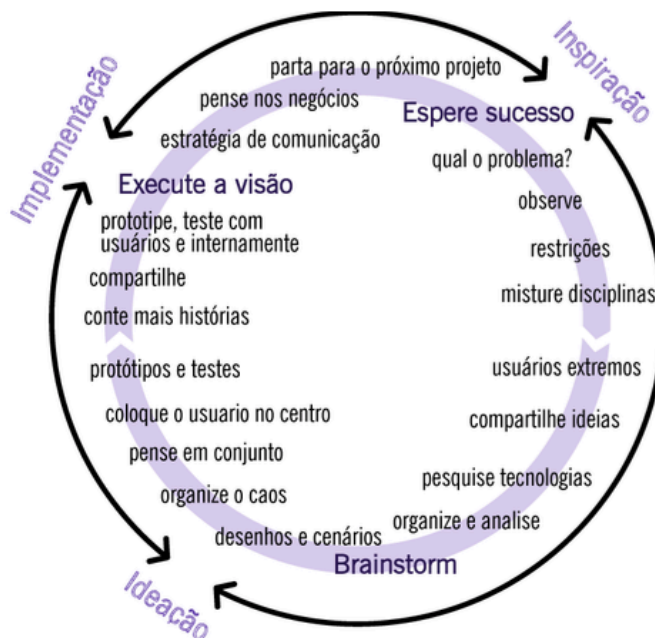 Inspiração
Espere sucesso
qual o problema?
observe
restrições
misture disciplinas
usuários extremos
compartilhe ideias
pesquise tecnologias
organize e analise
Brainstorm
Ideação
desenhos e cenários
organize o caos
pense em conjunto
coloque o usuario no centro
protótipos e testes
conte mais histórias
compartilhe
prototipe, teste com
usuários e internamente
Execute a visão
Implementação
estratégia de comunicação
pense nos negócios
parta para o próximo projeto